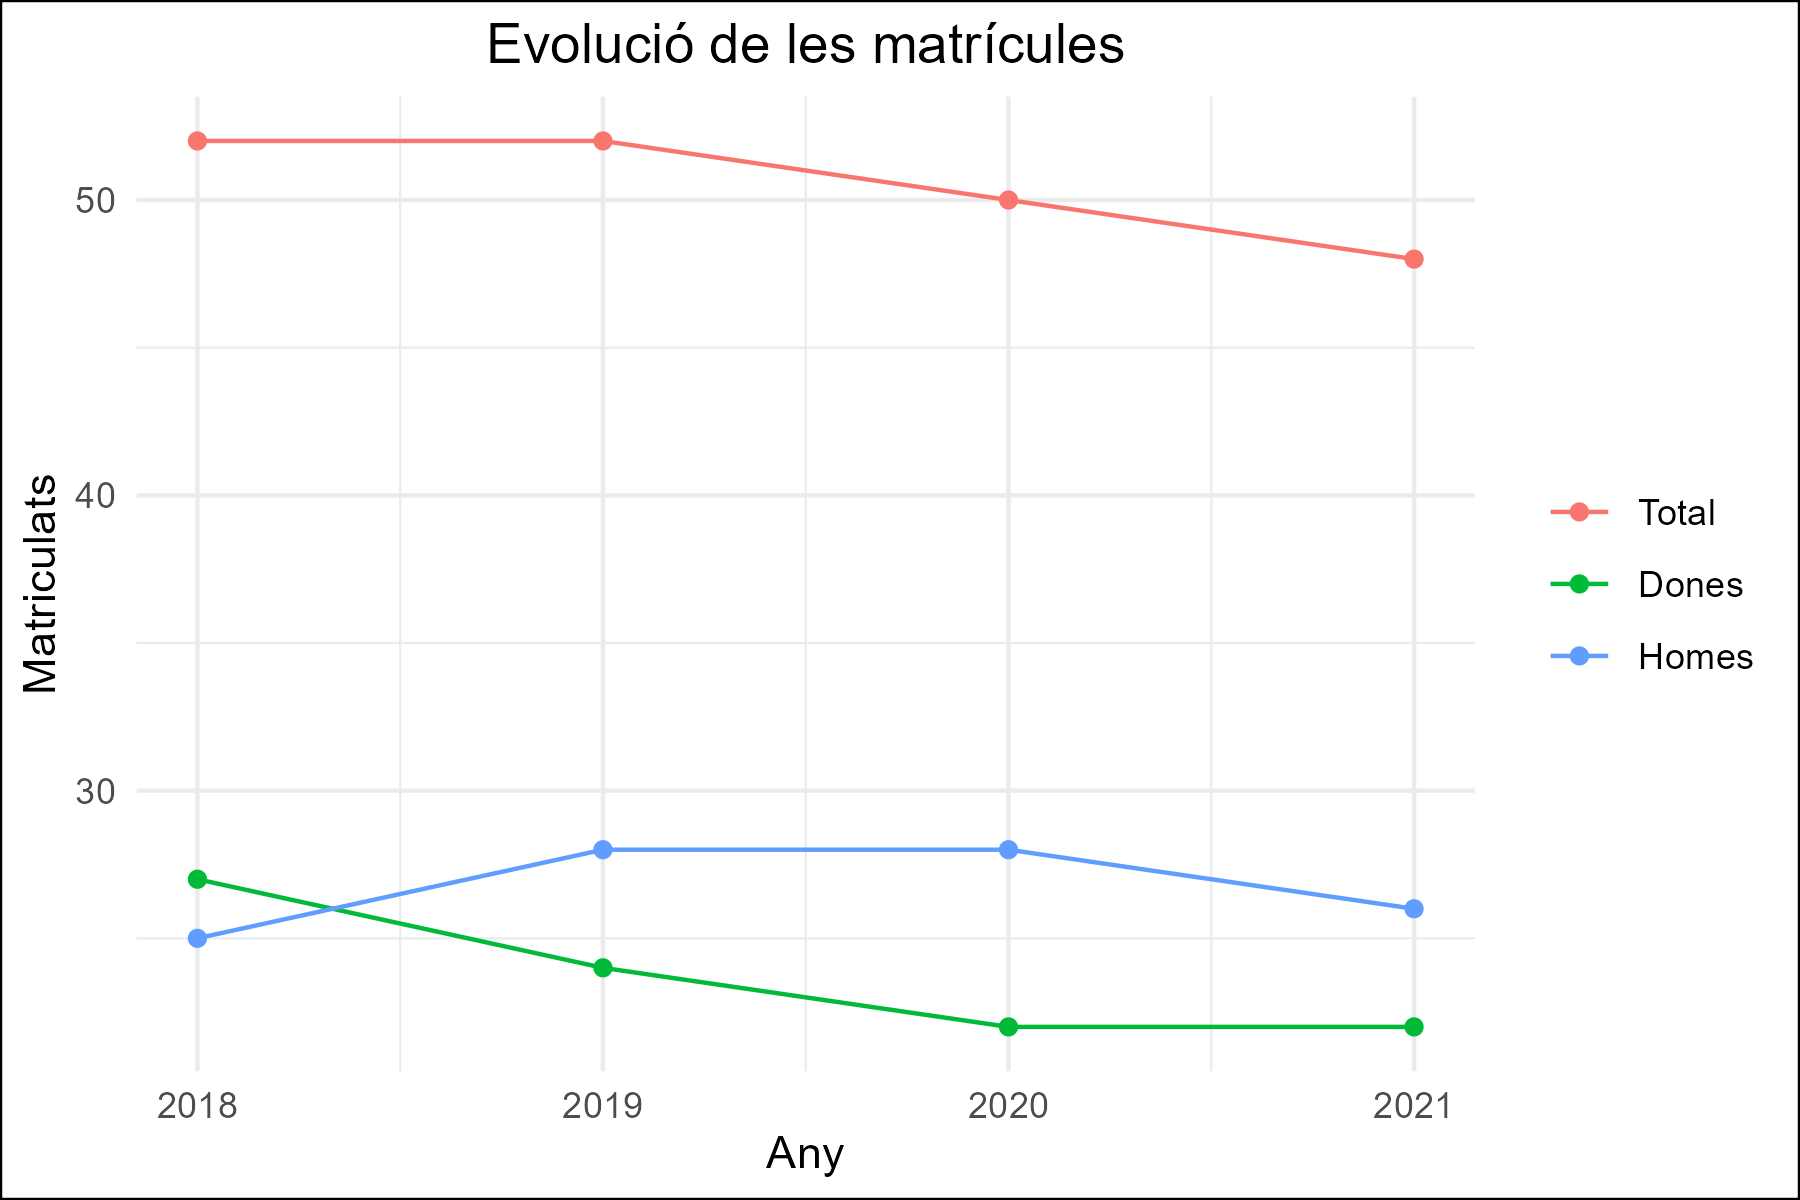 Evolució de les matrícules
Matriculats
50
40
30
2018 2019 2020 2021
Any
Total
Dones
Homes